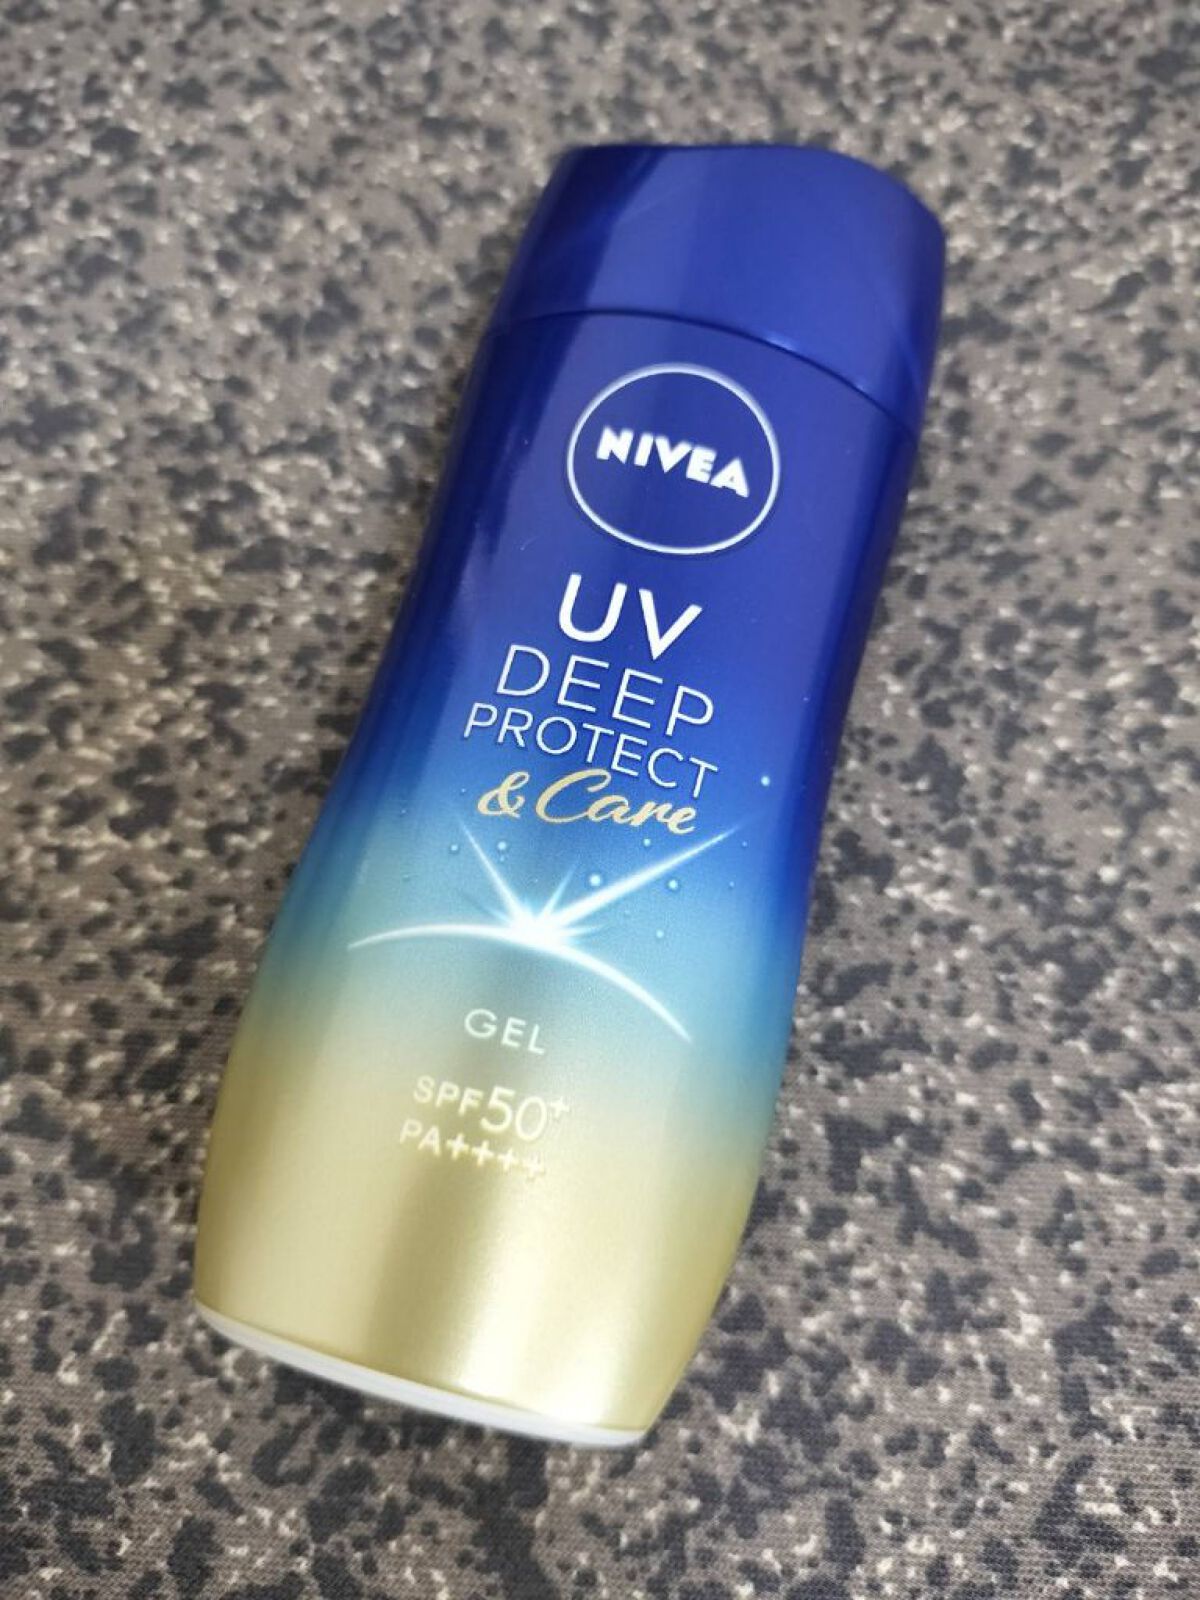 NIVEA
UV
DEEP
PROTECT
& Care
GEL
SPF50+
PA++++